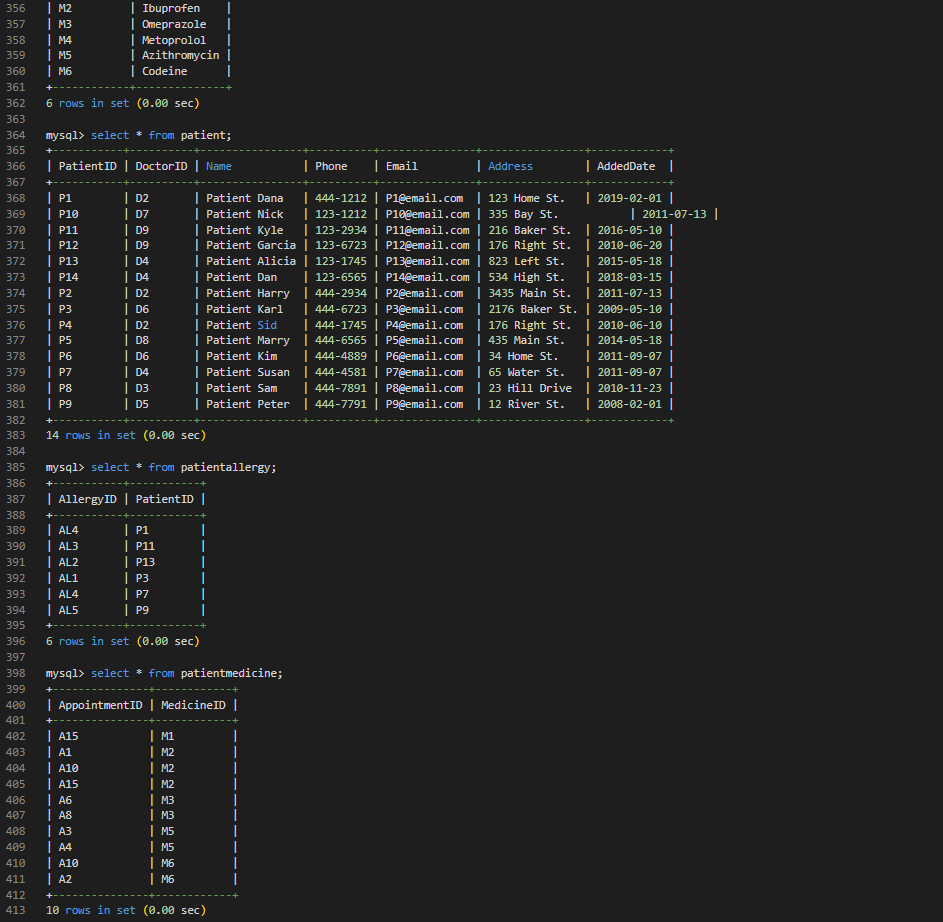 356 | M2         | Ibuprofen    |
357 | M3         | Omeprazole   |
358 | M4         | Metoprolol   |
359 | M5         | Azithromycin |
360 | M6         | Codeine      |
361 +------------+--------------+
362 6 rows in set (0.00 sec)
363
364 mysql> select * from patient;
365 +-----------+----------+----------------+----------+---------------+----------------+------------+
366 | PatientID | DoctorID | Name           | Phone    | Email         | Address        | AddedDate  |
367 +-----------+----------+----------------+----------+---------------+----------------+------------+
368 | P1        | D2       | Patient Dana   | 444-1212 | P1@email.com  | 123 Home St.   | 2019-02-01 |
369 | P10       | D7       | Patient Nick   | 123-1212 | P10@email.com | 335 Bay St.           | 2011-07-13 |
370 | P11       | D9       | Patient Kyle   | 123-2934 | P11@email.com | 216 Baker St.  | 2016-05-10 |
371 | P12       | D9       | Patient Garcia | 123-6723 | P12@email.com | 176 Right St.  | 2010-06-20 |
372 | P13       | D4       | Patient Alicia | 123-1745 | P13@email.com | 823 Left St.   | 2015-05-18 |
373 | P14       | D4       | Patient Dan    | 123-6565 | P14@email.com | 534 High St.   | 2018-03-15 |
374 | P2        | D2       | Patient Harry  | 444-2934 | P2@email.com  | 3435 Main St.  | 2011-07-13 |
375 | P3        | D6       | Patient Karl   | 444-6723 | P3@email.com  | 2176 Baker St. | 2009-05-10 |
376 | P4        | D2       | Patient Sid    | 444-1745 | P4@email.com  | 176 Right St.  | 2010-06-10 |
377 | P5        | D8       | Patient Marry  | 444-6565 | P5@email.com  | 435 Main St.   | 2014-05-18 |
378 | P6        | D6       | Patient Kim    | 444-4889 | P6@email.com  | 34 Home St.    | 2011-09-07 |
379 | P7        | D4       | Patient Susan  | 444-4581 | P7@email.com  | 65 Water St.   | 2011-09-07 |
380 | P8        | D3       | Patient Sam    | 444-7891 | P8@email.com  | 23 Hill Drive  | 2010-11-23 |
381 | P9        | D5       | Patient Peter  | 444-7791 | P9@email.com  | 12 River St.   | 2008-02-01 |
382 +-----------+----------+----------------+----------+---------------+----------------+------------+
383 14 rows in set (0.00 sec)
384
385 mysql> select * from patientallergy;
386 +-----------+-----------+
387 | AllergyID | PatientID |
388 +-----------+-----------+
389 | AL4       | P1        |
390 | AL3       | P11       |
391 | AL2       | P13       |
392 | AL1       | P3        |
393 | AL4       | P7        |
394 | AL5       | P9        |
395 +-----------+-----------+
396 6 rows in set (0.00 sec)
397
398 mysql> select * from patientmedicine;
399 +---------------+------------+
400 | AppointmentID | MedicineID |
401 +---------------+------------+
402 | A15           | M1         |
403 | A1            | M2         |
404 | A10           | M2         |
405 | A15           | M2         |
406 | A6            | M3         |
407 | A8            | M3         |
408 | A3            | M5         |
409 | A4            | M5         |
410 | A10           | M6         |
411 | A2            | M6         |
412 +---------------+------------+
413 10 rows in set (0.00 sec)